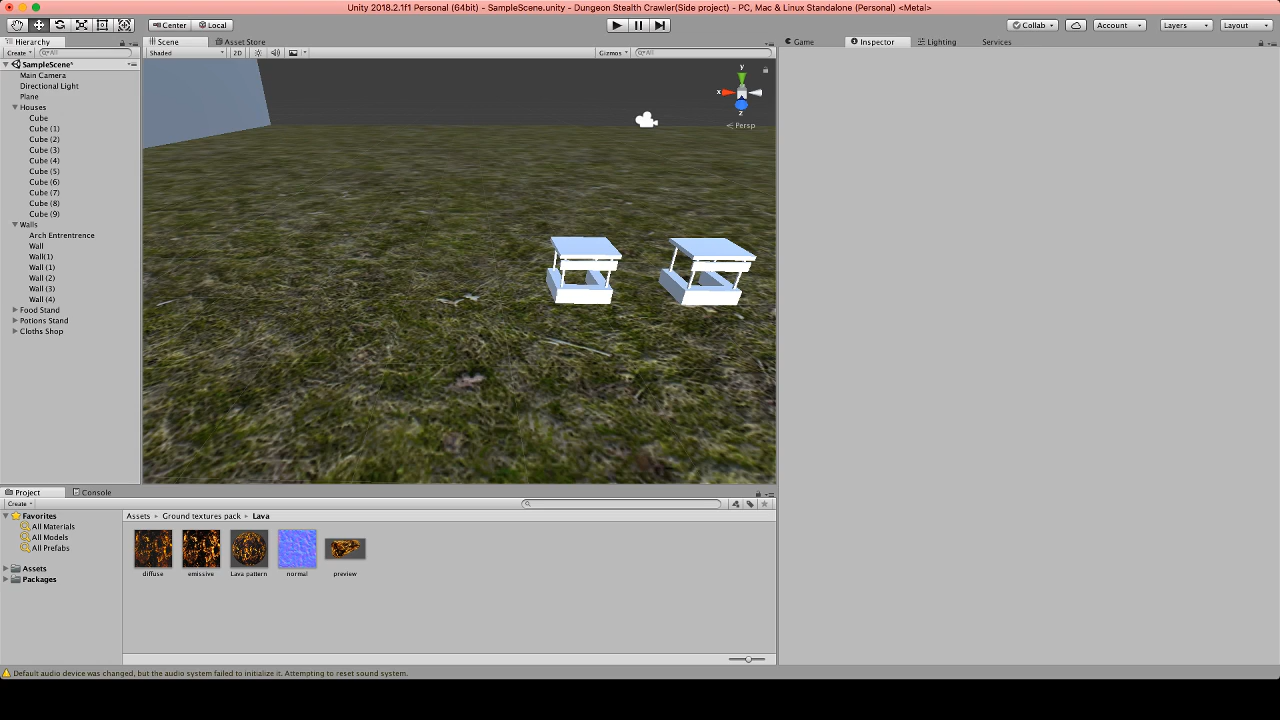 Unity 2018.2.1f1 Personal (64bit) - SampleScene.unity - Dungeon Stealth Crawler(Side project) - PC, Mac & Linux Standalone (Personal) <Metal>
Center Local Collab Account Layers Layout
Hierarchy Scene Asset Store Game Inspector Lighting Services
Create All Shaded 2D Gizmos All
SampleScene*
Main Camera
Directional Light
Plane
Houses
Cube
Cube (1)
Cube (2)
Cube (3)
Cube (4)
Cube (5)
Cube (6)
Cube (7)
Cube (8)
Cube (9)
Walls
Arch Entrentrence
Wall
Wall(1)
Wall (1)
Wall (2)
Wall (3)
Wall (4)
Food Stand
Potions Stand
Cloths Shop
y
x
z
Persp
Project Console
Create
Favorites
All Materials
All Models
All Prefabs
Assets
Packages
Assets Ground textures pack Lava
diffuse emissive Lava pattern normal preview
Default audio device was changed, but the audio system failed to initialize it. Attempting to reset sound system.